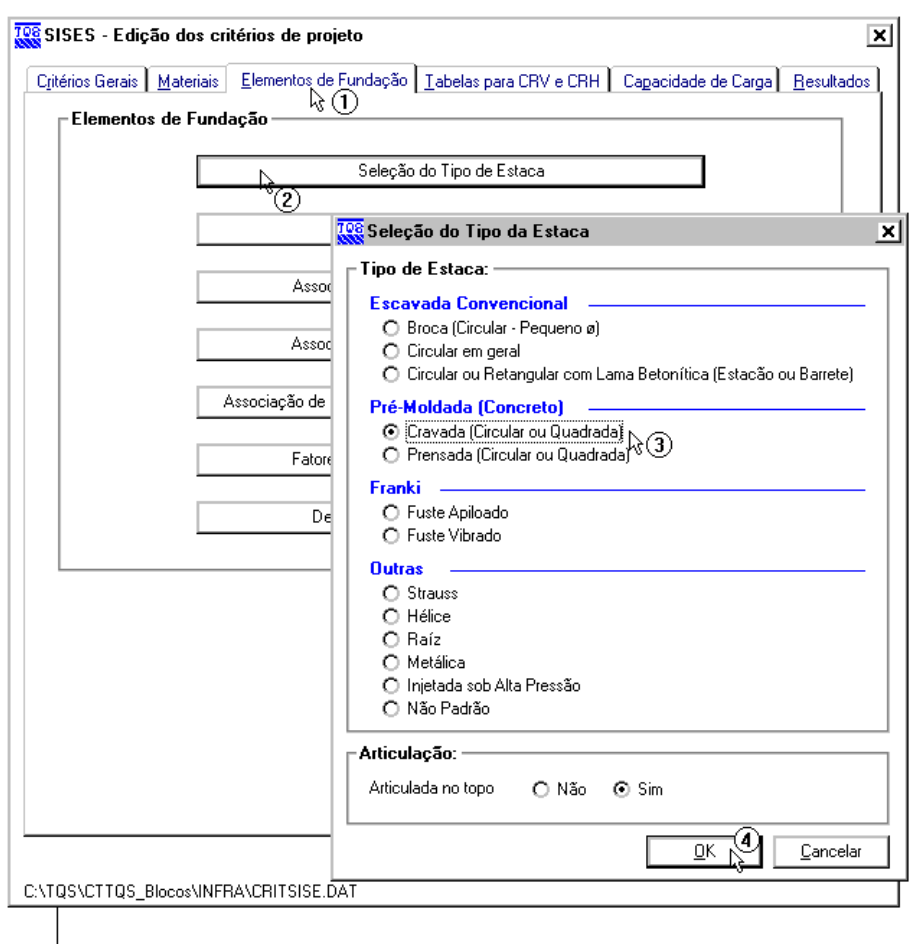 TQS SISES - Edição dos critérios de projeto
Critérios Gerais Materiais Elementos de Fundação Tabelas para CRV e CRH Capacidade de Carga Resultados
1
Elementos de Fundação
Seleção do Tipo de Estaca
2
TQS Seleção do Tipo da Estaca
Tipo de Estaca:
Escavada Convencional
Broca (Circular - Pequeno ø)
Circular em geral
Circular ou Retangular com Lama Betonítica (Estacão ou Barrete)
Pré-Moldada (Concreto)
Cravada (Circular ou Quadrada)
3
Prensada (Circular ou Quadrada)
Franki
Fuste Apiloado
Fuste Vibrado
Outras
Strauss
Hélice
Raíz
Metálica
Injetada sob Alta Pressão
Não Padrão
Articulação:
Articulada no topo Não Sim
OK 4 Cancelar
Associação de
C:\TQS\CTTQS_Blocos\INFRA\CRITSISE.DAT